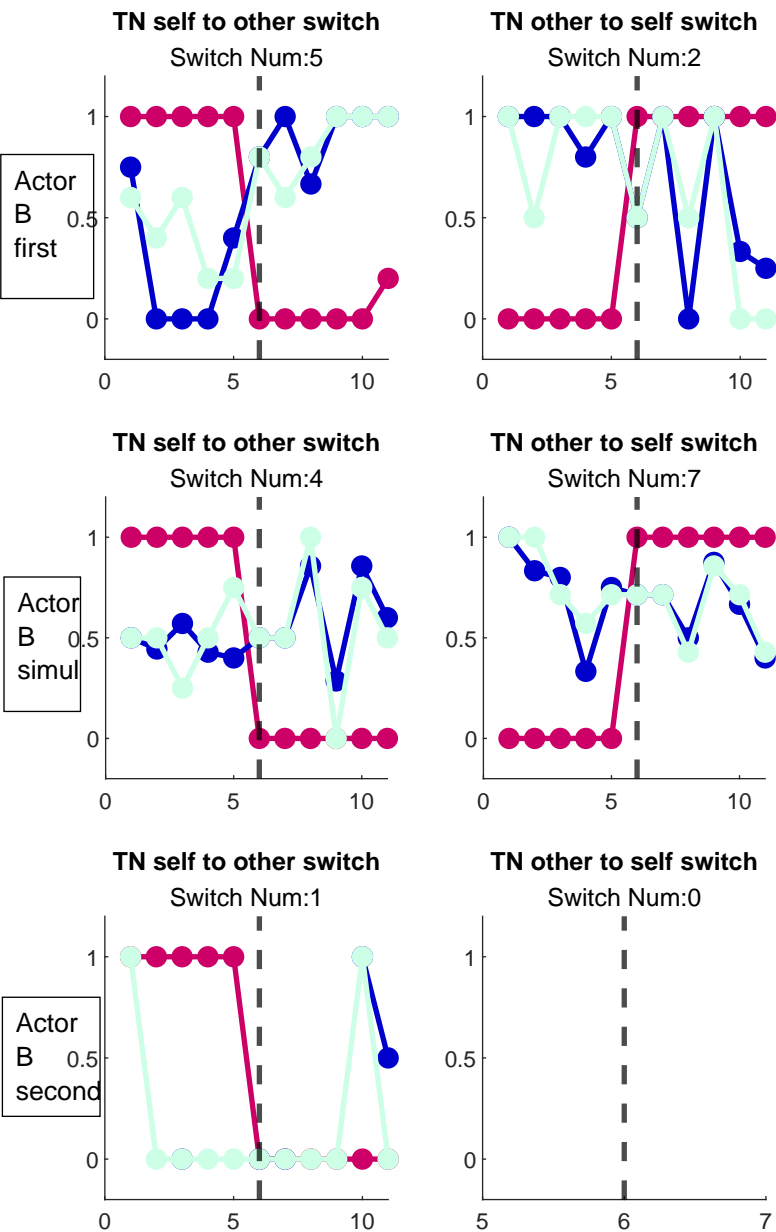 TN self to other switch
Switch Num:5
TN other to self switch
Switch Num:2
Actor
B
first
1
0.5
0
0
5
10
1
0.5
0
0
5
10
TN self to other switch
Switch Num:4
TN other to self switch
Switch Num:7
Actor
B
simul
1
0.5
0
0
5
10
1
0.5
0
0
5
10
TN self to other switch
Switch Num:1
TN other to self switch
Switch Num:0
Actor
B
second
1
0.5
0
0
5
10
1
0.5
0
5
6
7